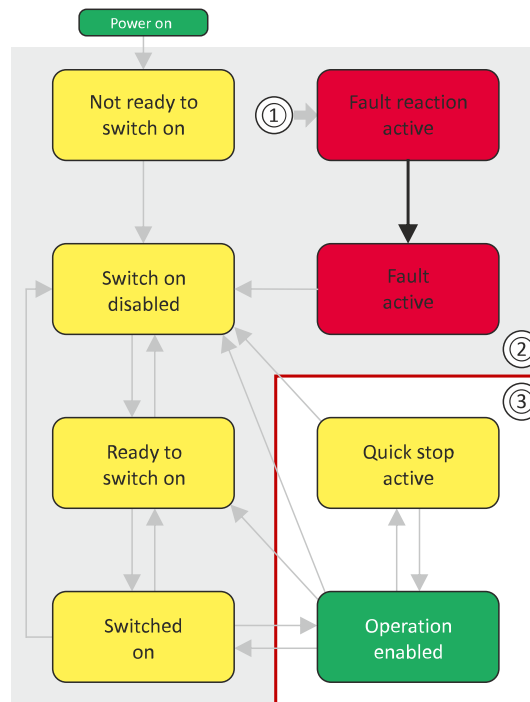 Power on
Not ready to
switch on
1
Fault reaction
active
Switch on
disabled
Fault
active
2
3
Ready to
switch on
Quick stop
active
Switched
on
Operation
enabled